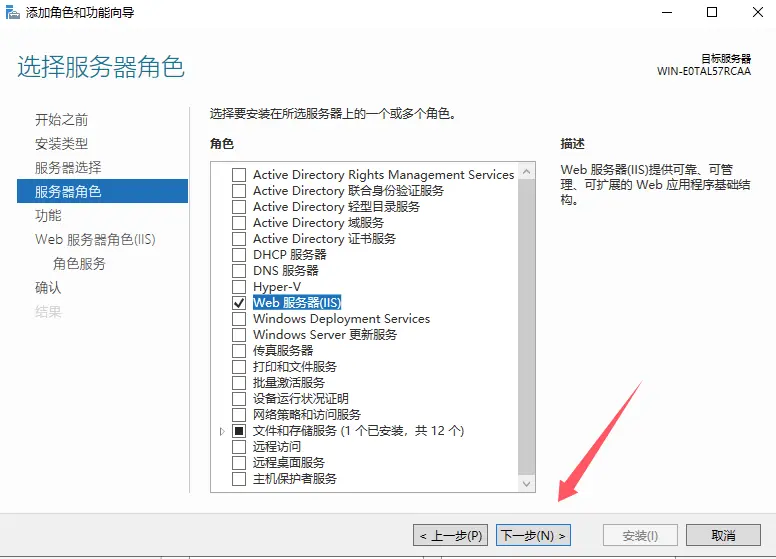 添加角色和功能向导
选择服务器角色
目标服务器
WIN-E0TAL57RCAA
开始之前
安装类型
服务器选择
服务器角色
功能
Web 服务器角色(IIS)
角色服务
确认
结果
选择要安装在所选服务器上的一个或多个角色。
角色
Active Directory Rights Management Services
Active Directory 联合身份验证服务
Active Directory 轻型目录服务
Active Directory 域服务
Active Directory 证书服务
DHCP 服务器
DNS 服务器
Hyper-V
Web 服务器(IIS)
Windows Deployment Services
Windows Server 更新服务
传真服务器
打印和文件服务
批量激活服务
设备运行状况证明
网络策略和访问服务
文件和存储服务 (1 个已安装，共 12 个)
远程访问
远程桌面服务
主机保护者服务
描述
Web 服务器(IIS)提供可靠、可管
理、可扩展的 Web 应用程序基础结
构。
< 上一步(P)
下一步(N) >
安装(I)
取消